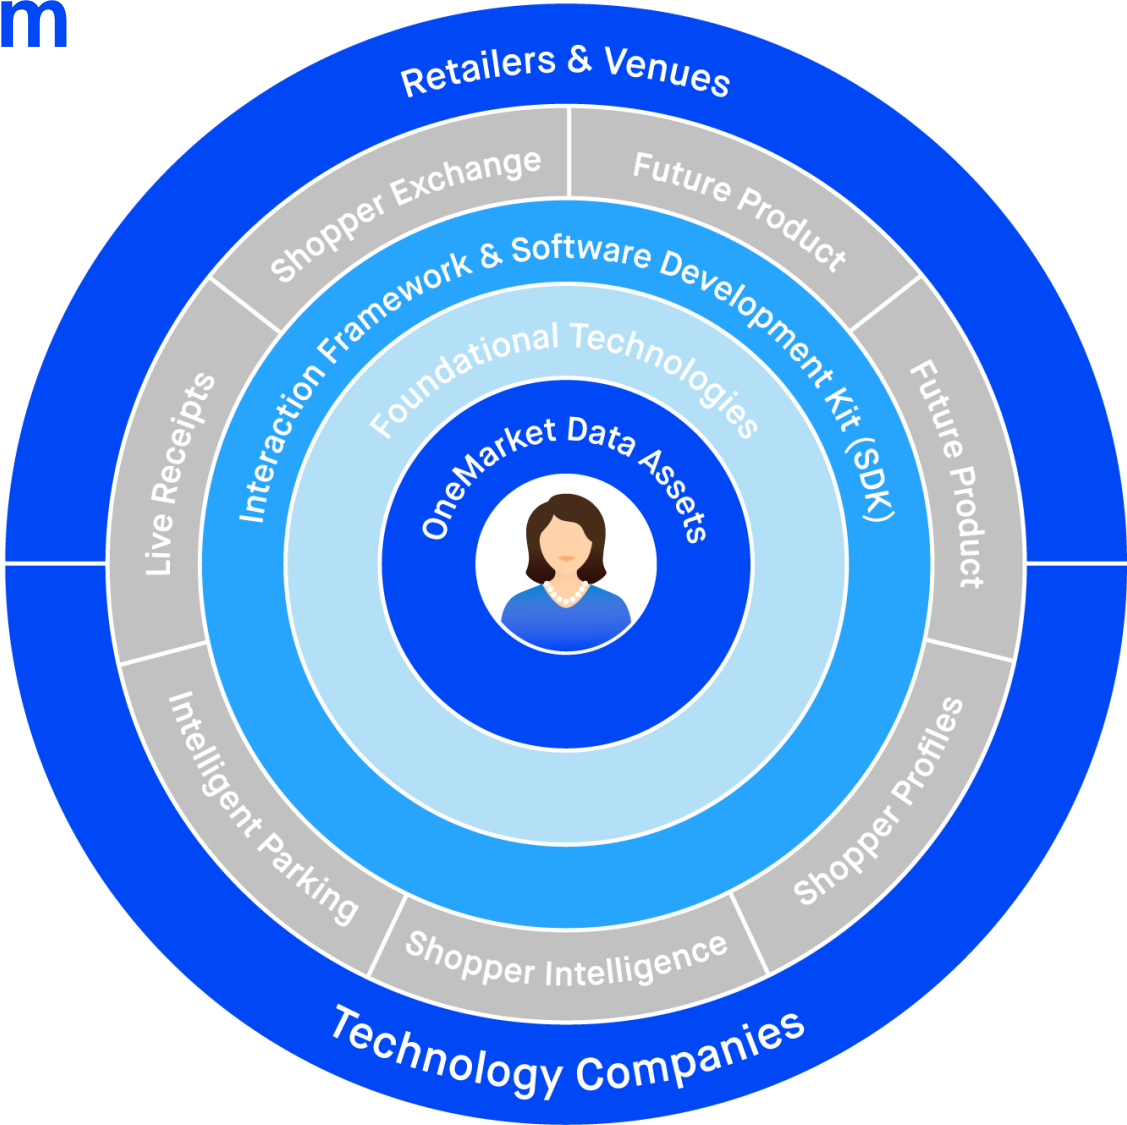 m
Retailers & Venues
Shopper Exchange
Future Product
Live Receipts
Future Product
Intelligent Parking
Shopper Intelligence
Shopper Profiles
Interaction Framework & Software Development Kit (SDK)
Foundational Technologies
OneMarket Data Assets
Technology Companies